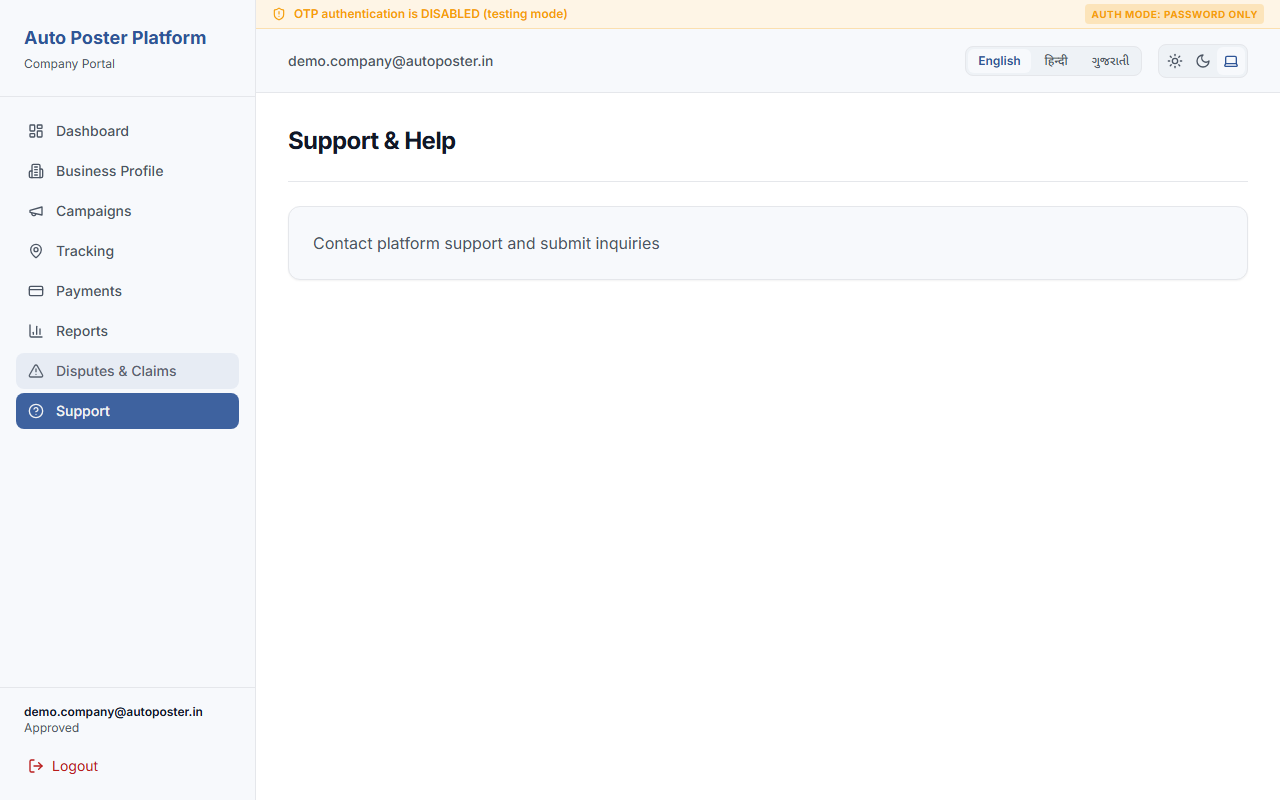 Auto Poster Platform
Company Portal
Dashboard
Business Profile
Campaigns
Tracking
Payments
Reports
Disputes & Claims
Support
demo.company@autoposter.in
Approved
Logout
OTP authentication is DISABLED (testing mode)
AUTH MODE: PASSWORD ONLY
demo.company@autoposter.in
English हिन्दी ગુજરાતી
Support & Help
Contact platform support and submit inquiries